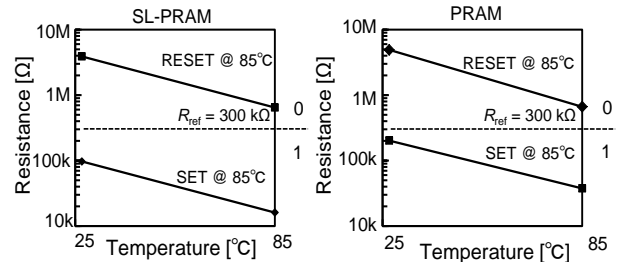 SL-PRAM
Resistance [Ω]
10M
1M
100k
10k
RESET @ 85℃
Rref = 300 kΩ
SET @ 85℃
0
1
25
85
Temperature [℃]
PRAM
Resistance [Ω]
10M
1M
100k
10k
RESET @ 85℃
Rref = 300 kΩ
SET @ 85℃
0
1
25
85
Temperature [℃]